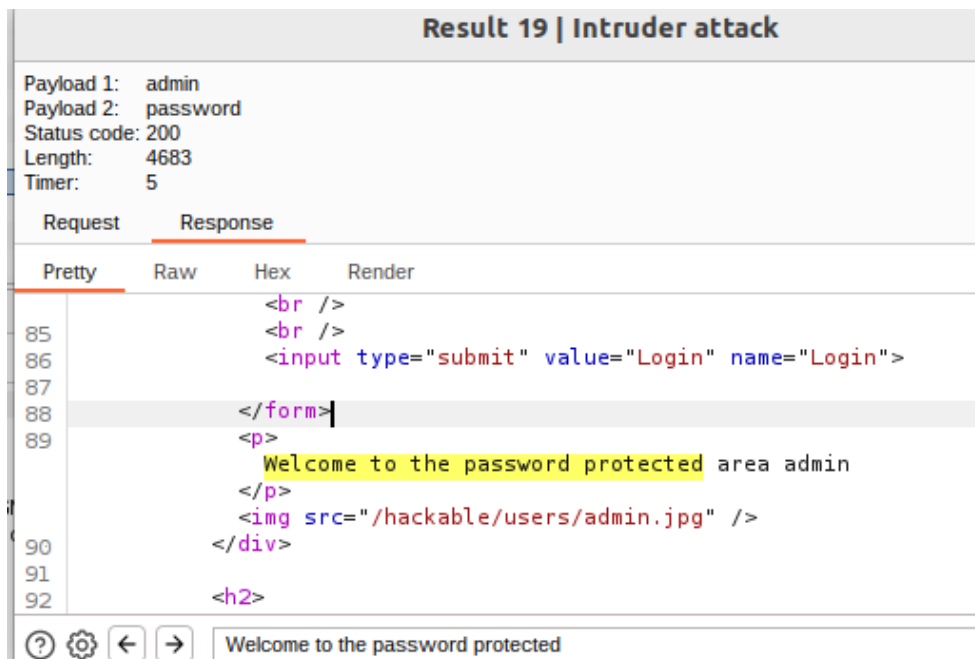 Result 19 | Intruder attack
Payload 1: admin
Payload 2: password
Status code: 200
Length: 4683
Timer: 5
Request Response
Pretty Raw Hex Render
<br />
85 <br />
86 <input type="submit" value="Login" name="Login">
87
88 </form>
89 <p>
Welcome to the password protected area admin
</p>
<img src="/hackable/users/admin.jpg" />
90 </div>
91
92 <h2>
Welcome to the password protected